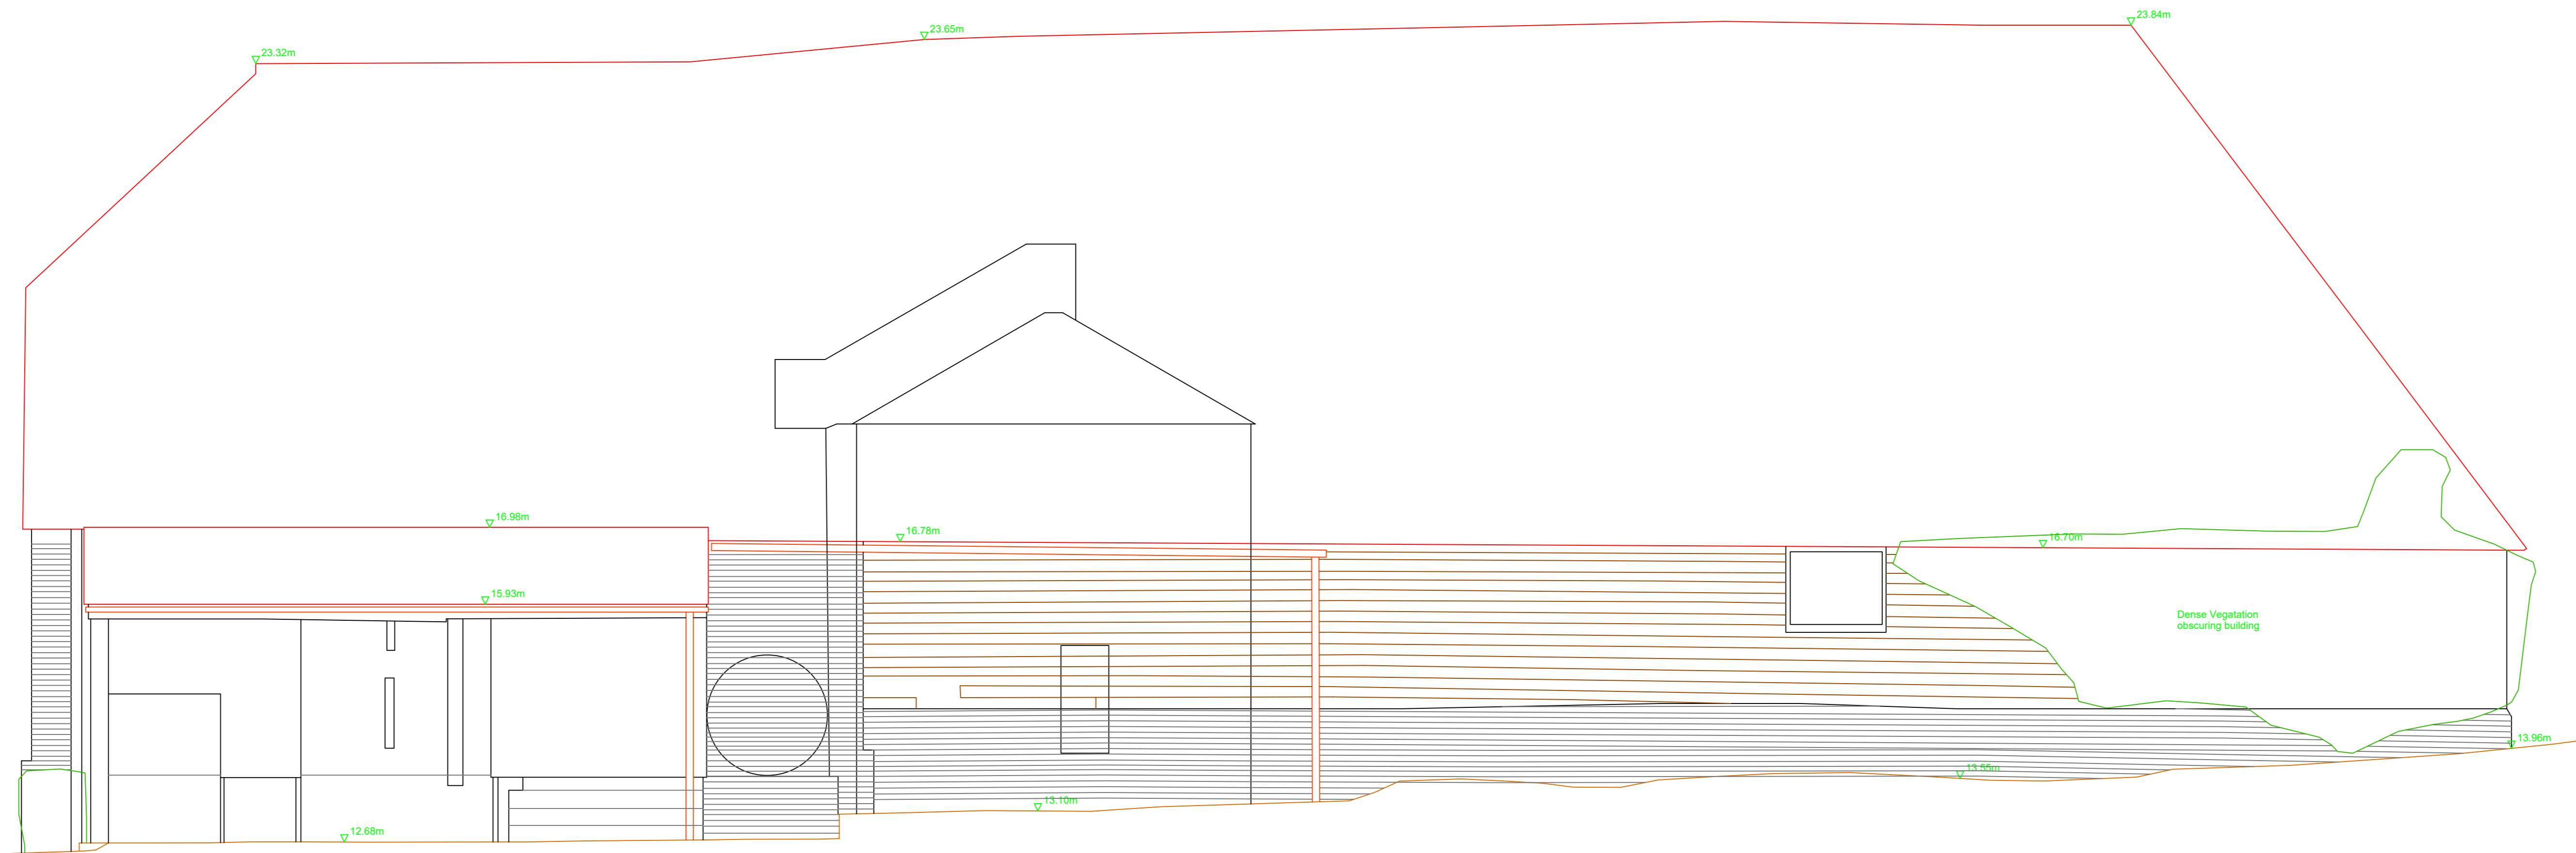 23.84m
23.65m
23.32m
16.98m
16.78m
16.70m
15.93m
Dense Vegatation
obscuring building
13.96m
13.55m
13.10m
12.68m